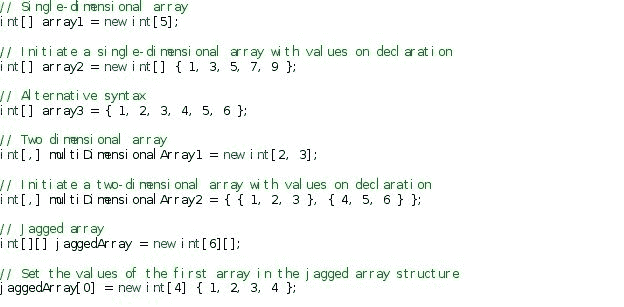 // Single-dimensional array
int[] array1 = new int[5];
// Initiate a single-dimensional array with values on declaration
int[] array2 = new int[] { 1, 3, 5, 7, 9 };
// Alternative syntax
int[] array3 = { 1, 2, 3, 4, 5, 6 };
// Two dimensional array
int[,] multiDimensionalArray1 = new int[2, 3];
// Initiate a two-dimensional array with values on declaration
int[,] multiDimensionalArray2 = { { 1, 2, 3 }, { 4, 5, 6 } };
// Jagged array
int[][] jaggedArray = new int[6][];
// Set the values of the first array in the jagged array structure
jaggedArray[0] = new int[4] { 1, 2, 3, 4 };